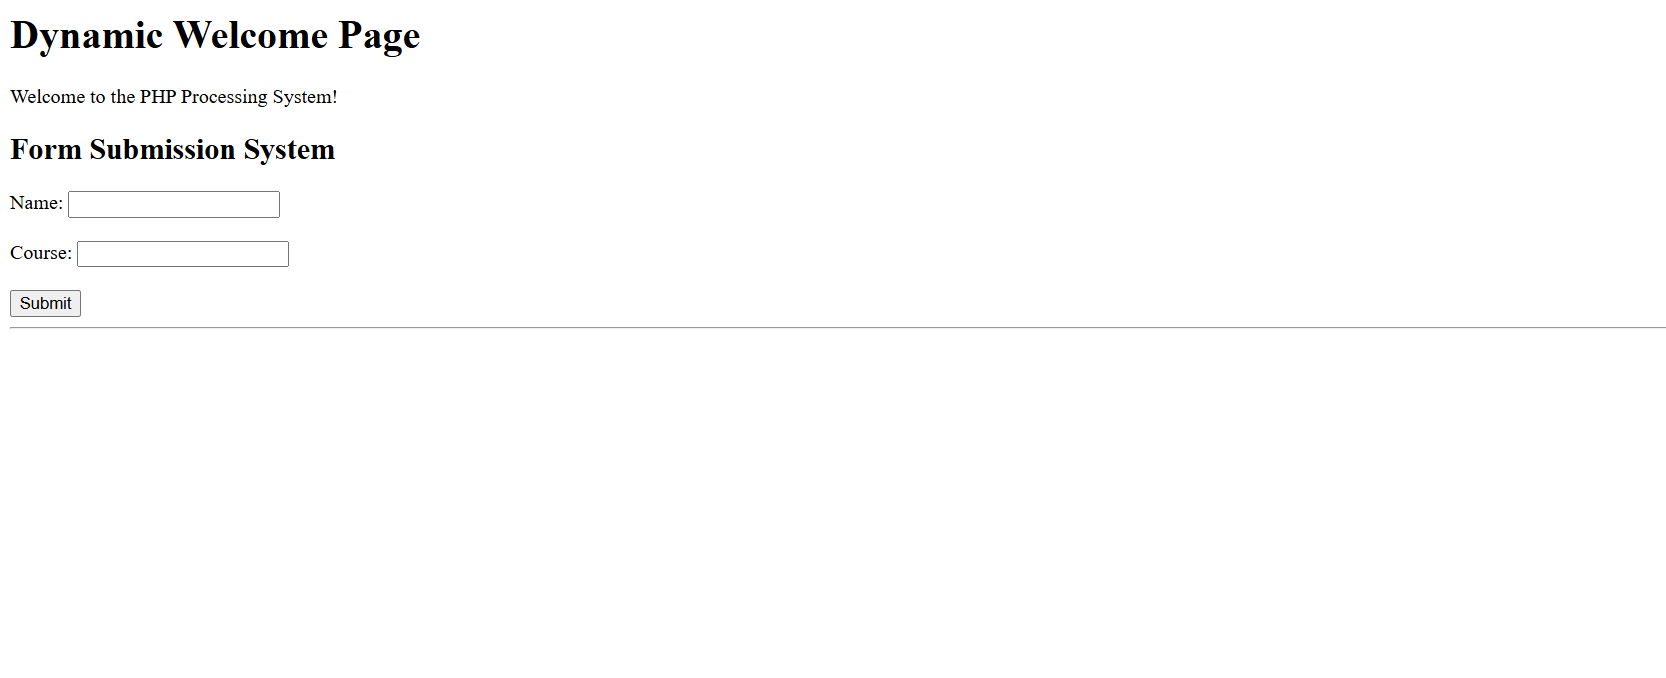 Dynamic Welcome Page
Welcome to the PHP Processing System!
Form Submission System
Name:
Course:
Submit